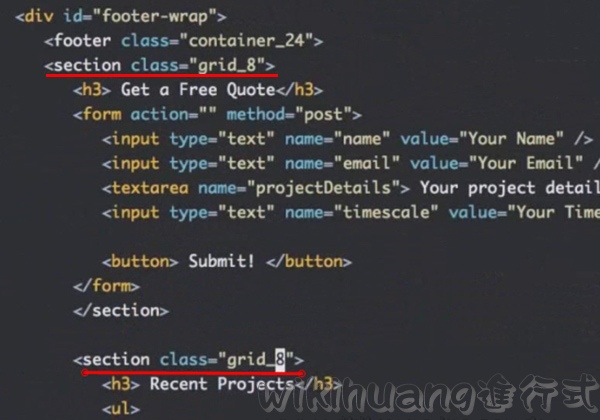 <div id="footer-wrap">
<footer class="container_24">
<section class="grid_8">
<h3> Get a Free Quote</h3>
<form action="" method="post">
<input type="text" name="name" value="Your Name" />
<input type="text" name="email" value="Your Email" /
<textarea name="projectDetails"> Your project detail
<input type="text" name="timescale" value="Your Time
<button> Submit! </button>
</form>
</section>
<section class="grid_8">
<h3> Recent Projects</h3>
<ul>
wikihuang進行式